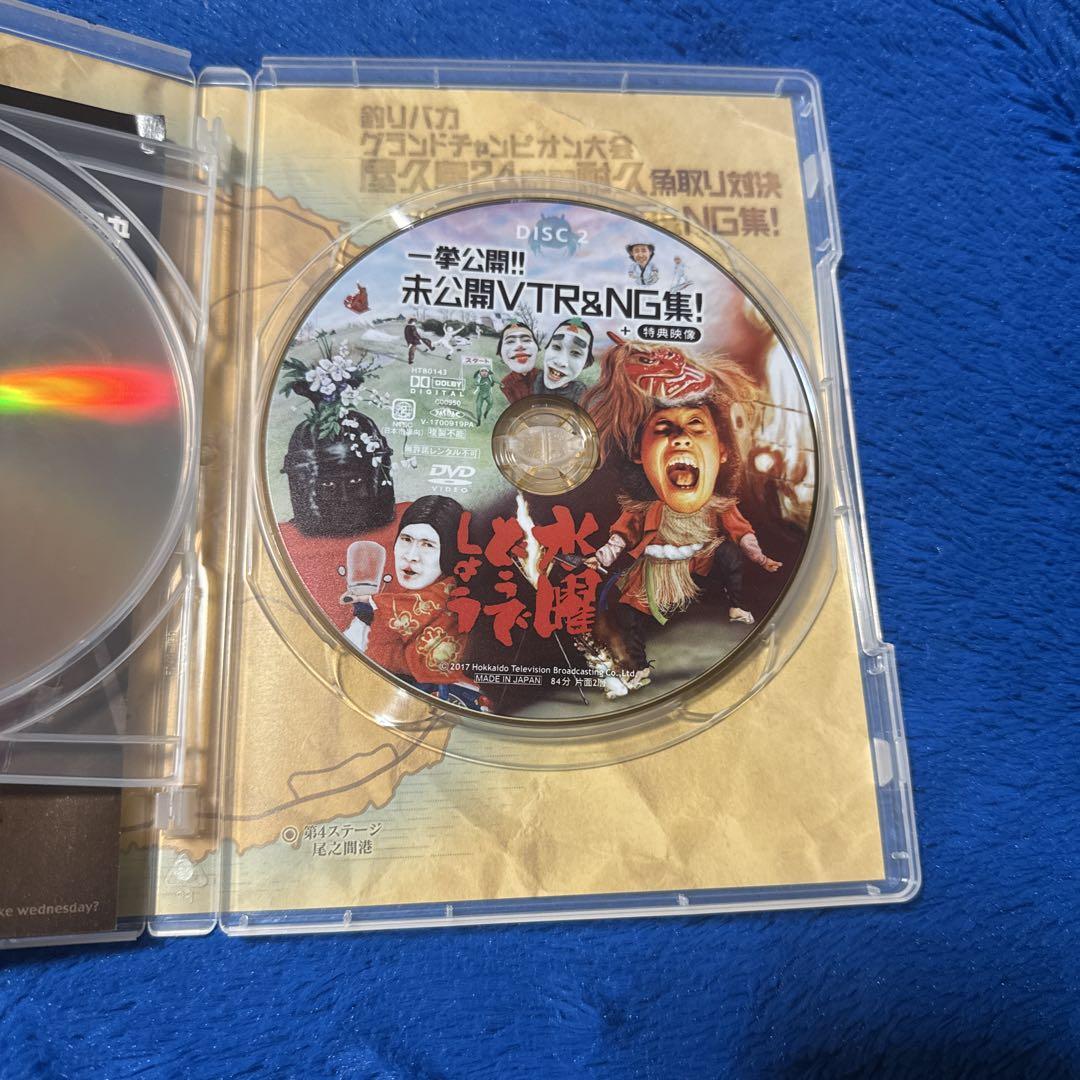 釣りバカ
グランドチャンピオン大会
屋久島24時間耐久魚取り対決
NG集!
DISC 2
一挙公開!!
未公開VTR&NG集!
+ 特典映像
スタート
HTB0143
DOLBY
DIGITAL
C00950
NTSC
日本市場向
V-1700919PA
複製不能
無許諾レンタル不可
DVD
VIDEO
水曜
どうで
しょう
© 2017 Hokkaido Television Broadcasting Co., Ltd.
MADE IN JAPAN 84分 片面2層
第4ステージ
尾之間港
ke wednesday?